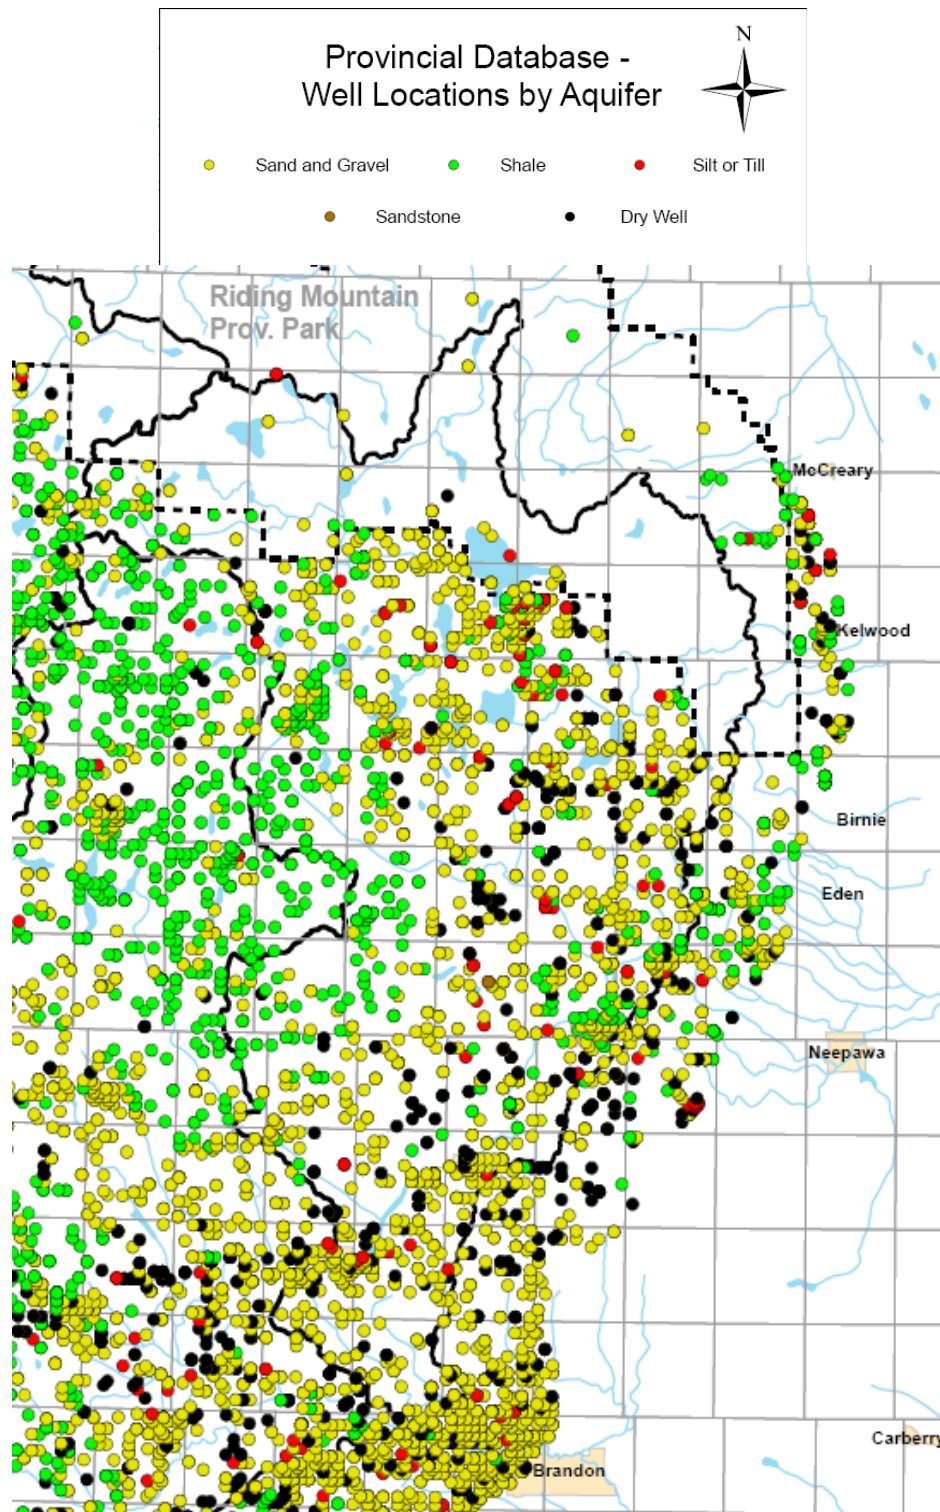 N
Provincial Database -
Well Locations by Aquifer
Sand and Gravel
Shale
Silt or Till
Sandstone
Dry Well
Riding Mountain
Prov. Park
McCreary
Kelwood
Birnie
Eden
Neepawa
Carberry
Brandon